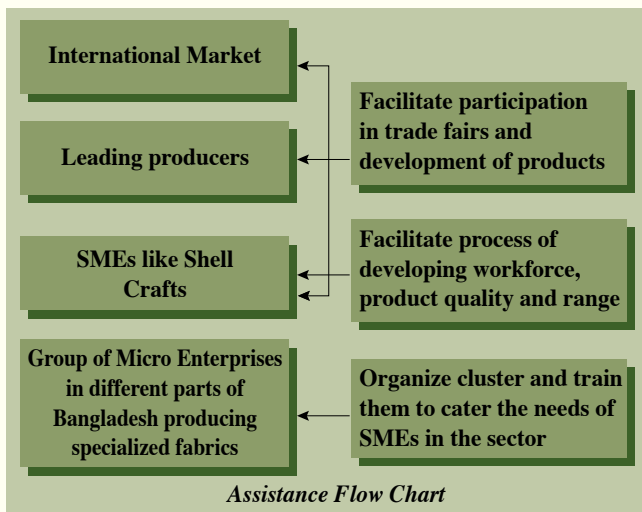 International Market
Leading producers
SMEs like Shell
Crafts
Group of Micro Enterprises
in different parts of
Bangladesh producing
specialized fabrics
Facilitate participation
in trade fairs and
development of products
Facilitate process of
developing workforce,
product quality and range
Organize cluster and train
them to cater the needs of
SMEs in the sector
Assistance Flow Chart